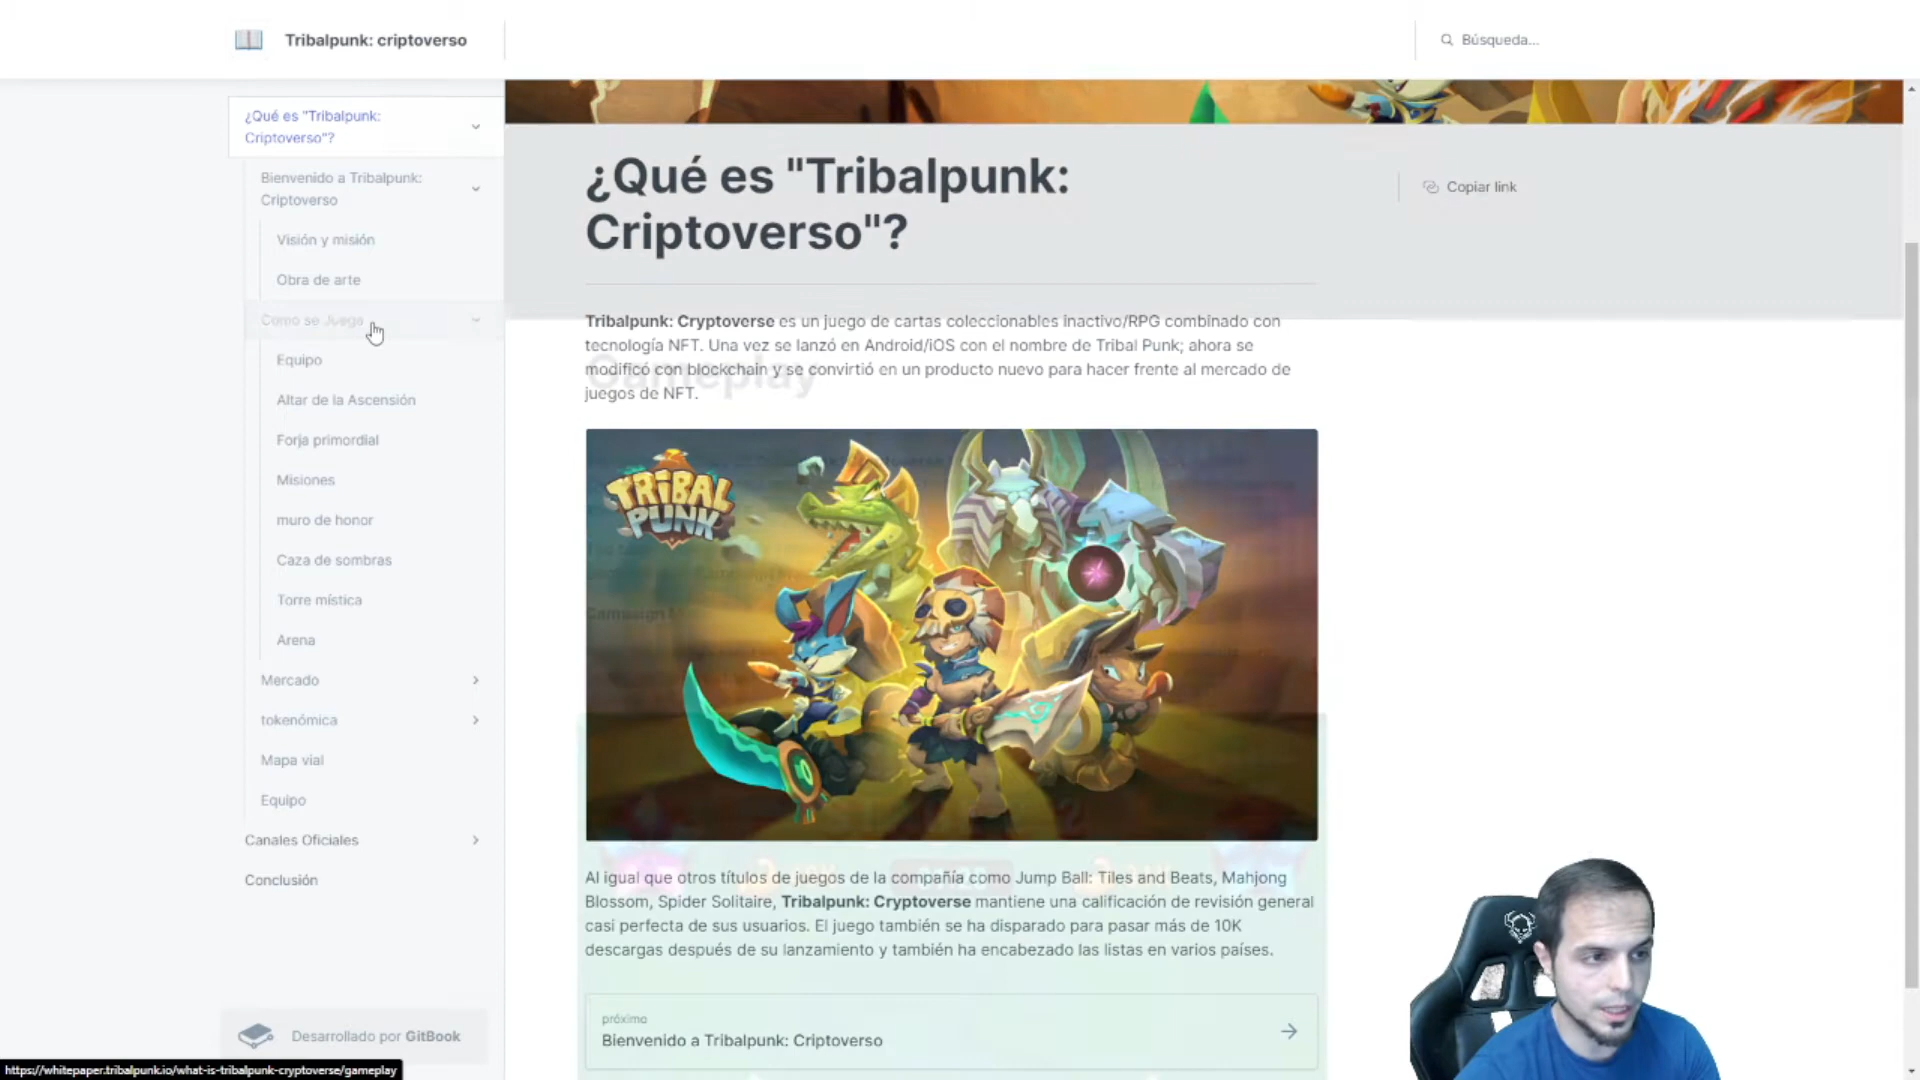 Tribalpunk: criptoverso
Búsqueda...
¿Qué es "Tribalpunk:
Criptoverso"?
Bienvenido a Tribalpunk:
Criptoverso
Visión y misión
Obra de arte
Como se Juega
Equipo
Altar de la Ascensión
Forja primordial
Misiones
muro de honor
Caza de sombras
Torre mística
Arena
Mercado
tokenómica
Mapa vial
Equipo
Canales Oficiales
Conclusión
Desarrollado por GitBook
https://whitepaper.tribalpunk.io/what-is-tribalpunk-cryptoverse/gameplay
¿Qué es "Tribalpunk:
Criptoverso"?
Copiar link
Tribalpunk: Cryptoverse es un juego de cartas coleccionables inactivo/RPG combinado con
tecnología NFT. Una vez se lanzó en Android/iOS con el nombre de Tribal Punk; ahora se
modificó con blockchain y se convirtió en un producto nuevo para hacer frente al mercado de
juegos de NFT.
Gameplay
TRIBAL
PUNK
Campaign
Al igual que otros títulos de juegos de la compañía como Jump Ball: Tiles and Beats, Mahjong
Blossom, Spider Solitaire, Tribalpunk: Cryptoverse mantiene una calificación de revisión general
casi perfecta de sus usuarios. El juego también se ha disparado para pasar más de 10K
descargas después de su lanzamiento y también ha encabezado las listas en varios países.
próximo
Bienvenido a Tribalpunk: Criptoverso